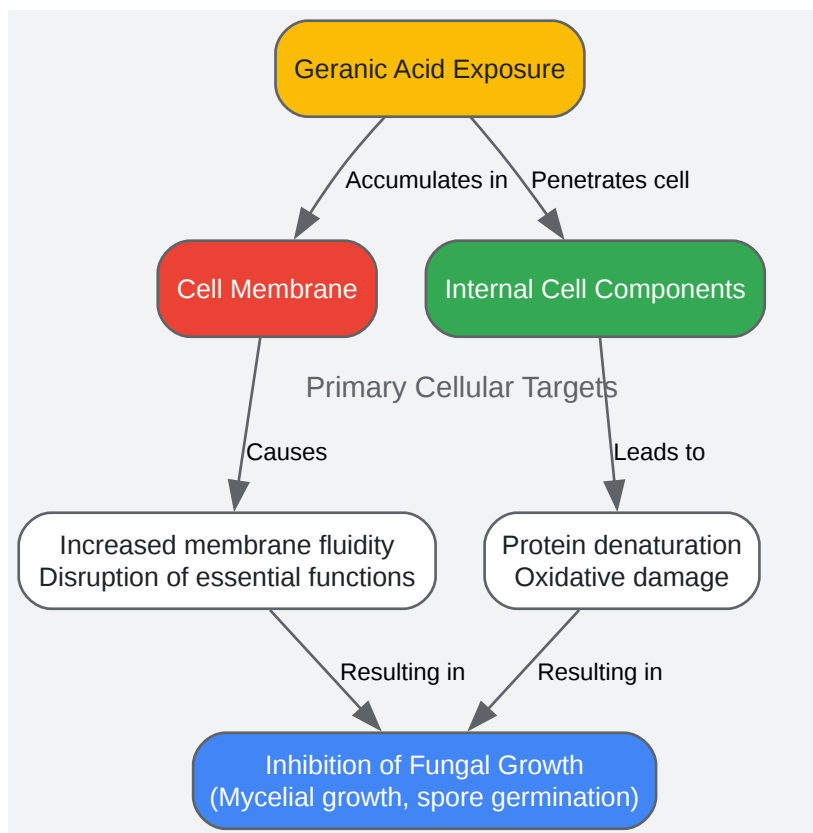 Geranic Acid Exposure
Accumulates in
Penetrates cell
Cell Membrane
Internal Cell Components
Primary Cellular Targets
Causes
Leads to
Increased membrane fluidity
Disruption of essential functions
Protein denaturation
Oxidative damage
Resulting in
Resulting in
Inhibition of Fungal Growth
(Mycelial growth, spore germination)